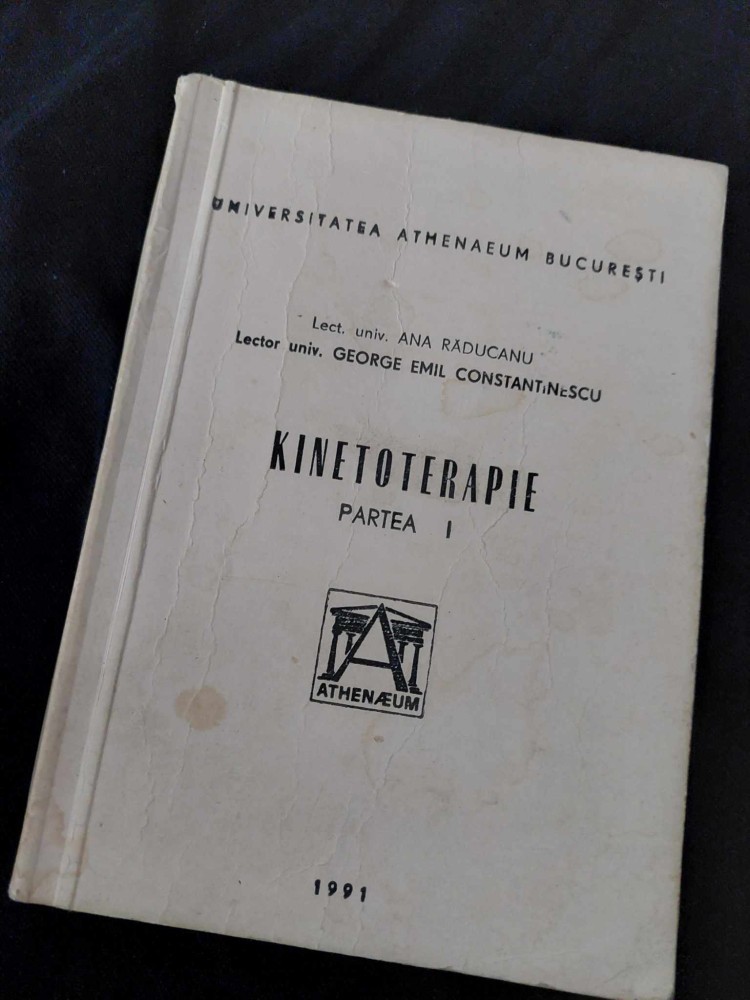 UNIVERSITATEA ATHENAEUM BUCUREȘTI
Lect. univ. ANA RĂDUCANU
Lector univ. GEORGE EMIL CONSTANTINESCU
KINETOTERAPIE
PARTEA I
A
ATHENÆUM
1991